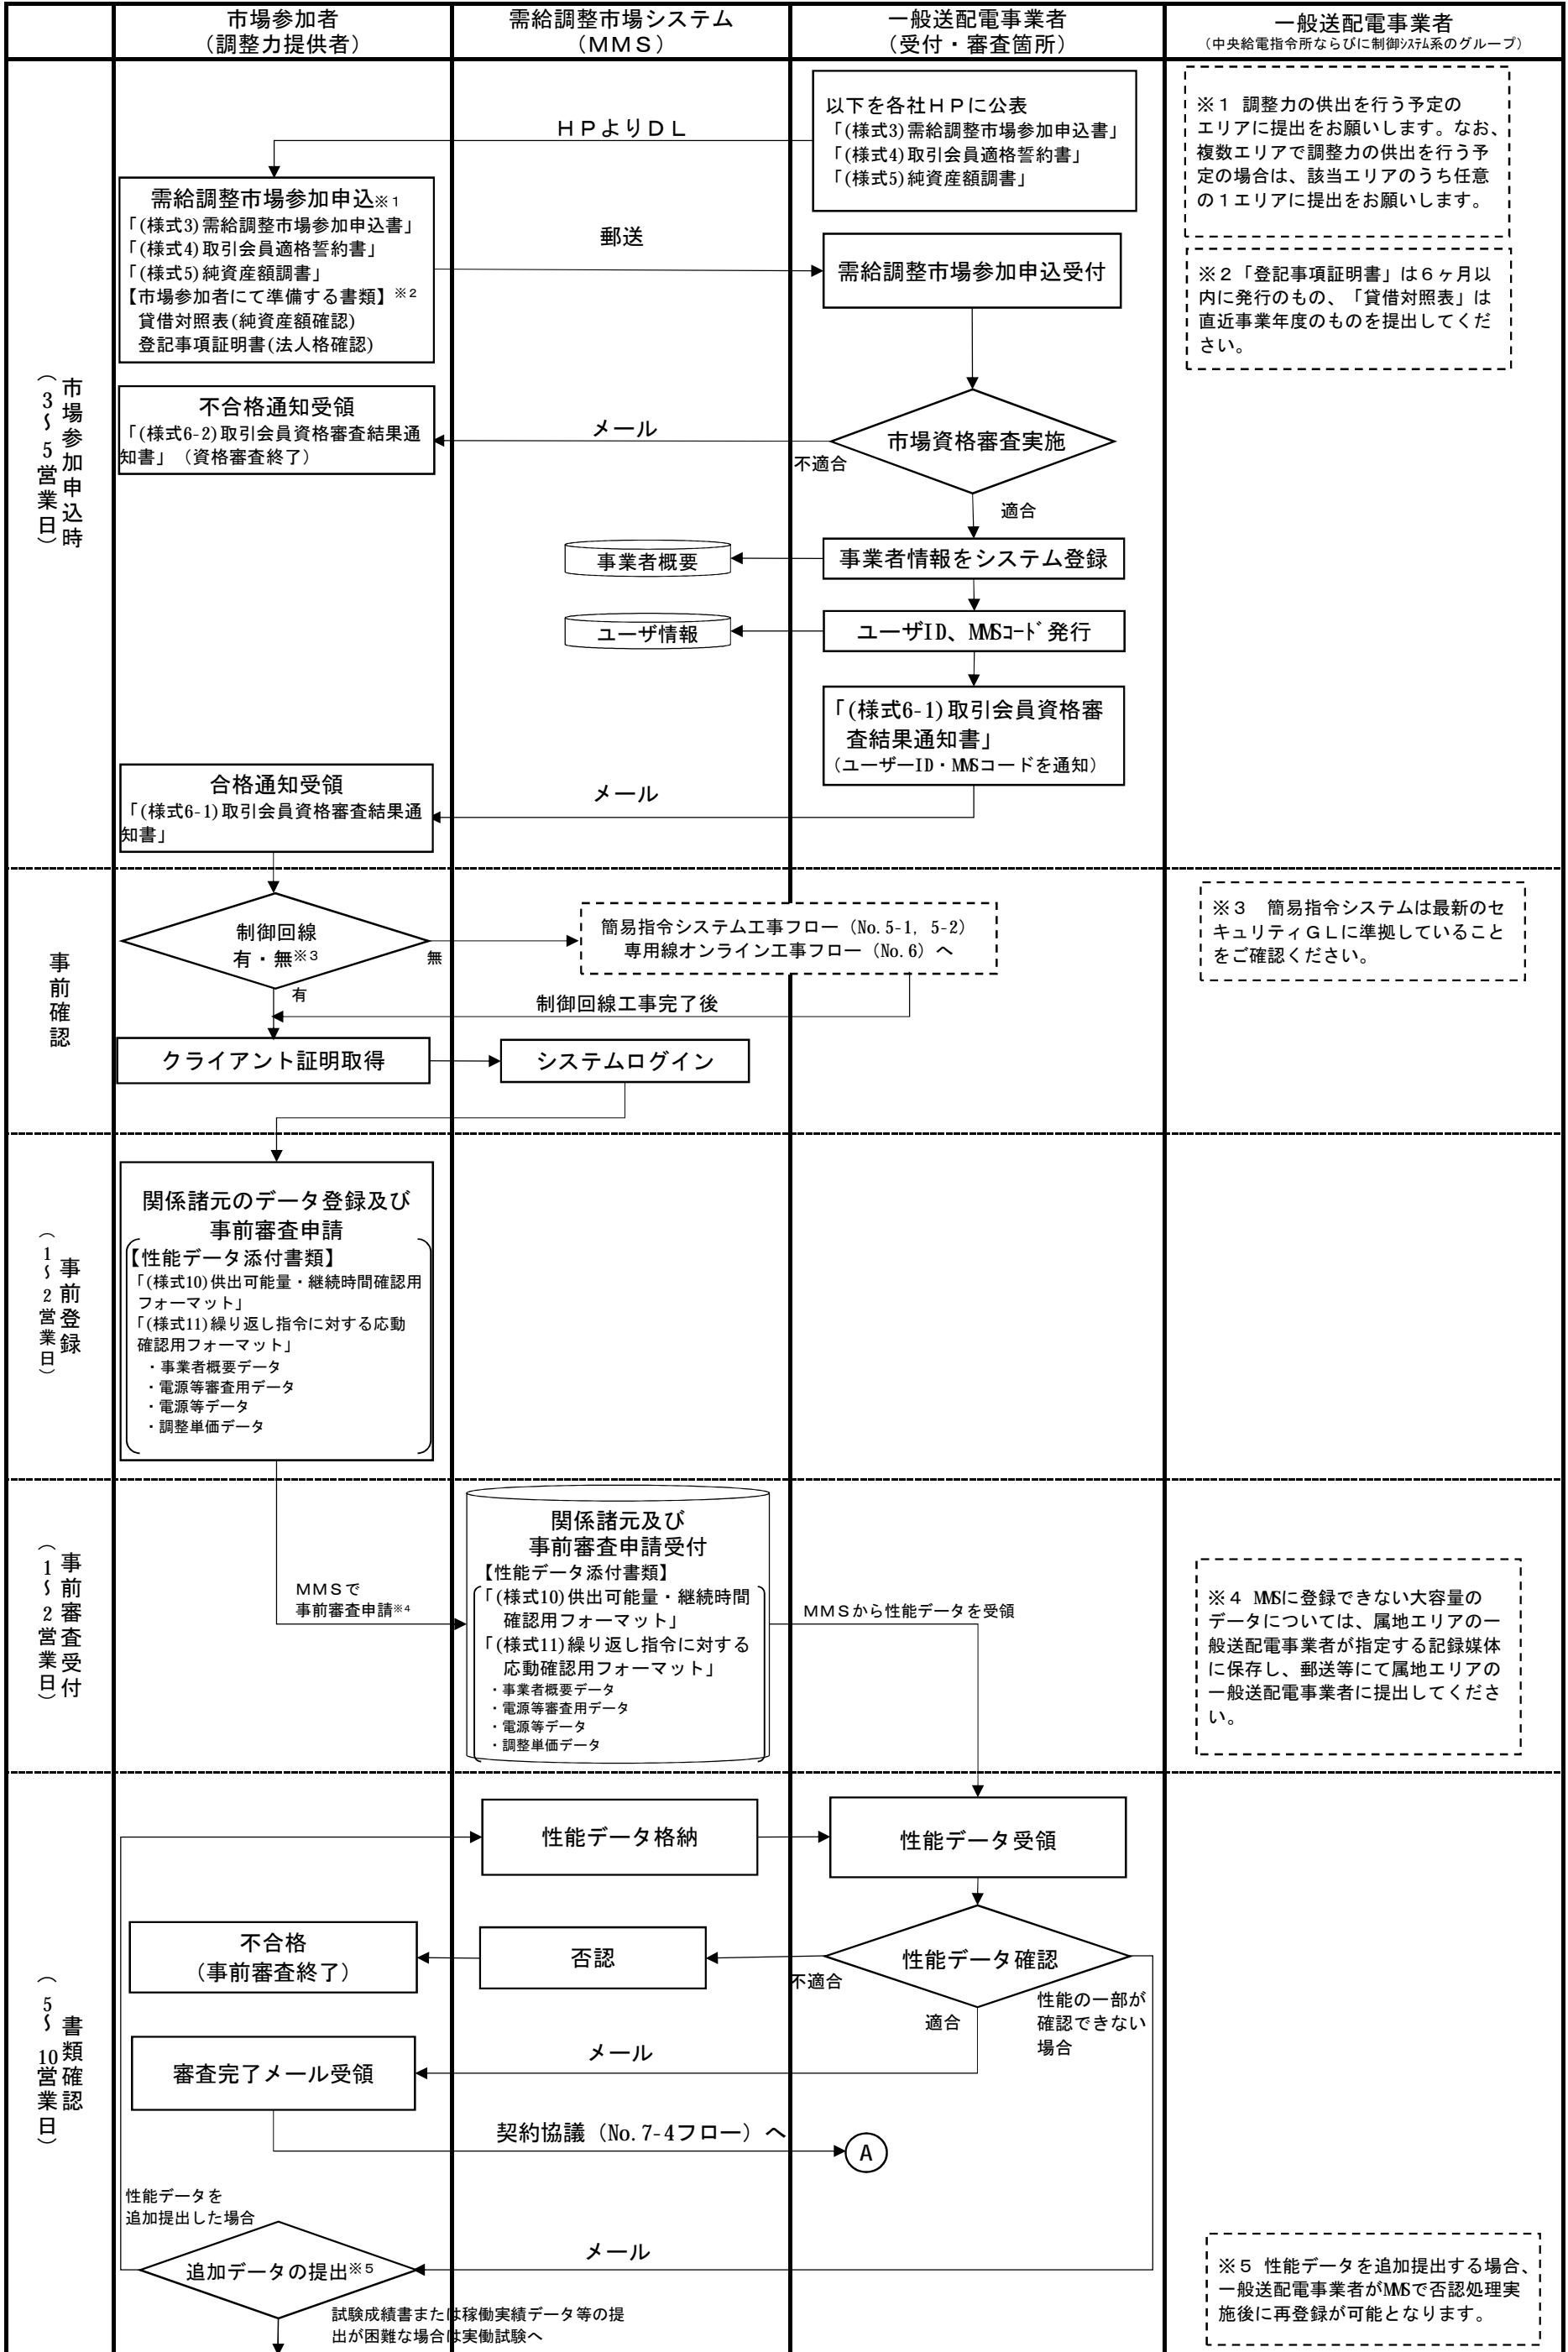 市場参加者
（調整力提供者）
需給調整市場システム
（ＭＭＳ）
一般送配電事業者
（受付・審査箇所）
一般送配電事業者
（中央給電指令所ならびに制御ｼｽﾃﾑ系のグループ）
市場参加申込時
（3～5営業日）
以下を各社ＨＰに公表
「(様式3)需給調整市場参加申込書」
「(様式4)取引会員適格誓約書」
「(様式5)純資産額調書」
ＨＰよりＤＬ
※１ 調整力の供出を行う予定の
エリアに提出をお願いします。なお、
複数エリアで調整力の供出を行う予
定の場合は、該当エリアのうち任意
の１エリアに提出をお願いします。
需給調整市場参加申込※1
「(様式3)需給調整市場参加申込書」
「(様式4)取引会員適格誓約書」
「(様式5)純資産額調書」
【市場参加者にて準備する書類】※2
貸借対照表(純資産額確認)
登記事項証明書(法人格確認)
郵送
需給調整市場参加申込受付
※２「登記事項証明書」は６ヶ月以
内に発行のもの、「貸借対照表」は
直近事業年度のものを提出してくだ
さい。
不合格通知受領
「(様式6-2)取引会員資格審査結果通
知書」（資格審査終了）
メール
市場資格審査実施
不適合
適合
事業者概要
事業者情報をシステム登録
ユーザ情報
ユーザID、MMSｺｰﾄﾞ発行
「(様式6-1)取引会員資格審
査結果通知書」
（ユーザーID・MMSコードを通知）
合格通知受領
「(様式6-1)取引会員資格審査結果通
知書」
メール
事前確認
制御回線
有・無※3
無
有
簡易指令システム工事フロー（No.5-1, 5-2）
専用線オンライン工事フロー（No.6）へ
制御回線工事完了後
※３　簡易指令システムは最新のセ
キュリティＧＬに準拠していること
をご確認ください。
クライアント証明取得
システムログイン
事前登録
（1～2営業日）
関係諸元のデータ登録及び
事前審査申請
【性能データ添付書類】
「(様式10)供出可能量・継続時間確認用
フォーマット」
「(様式11)繰り返し指令に対する応動
確認用フォーマット」
・事業者概要データ
・電源等審査用データ
・電源等データ
・調整単価データ
事前審査受付
（1～2営業日）
ＭＭＳで
事前審査申請※4
関係諸元及び
事前審査申請受付
【性能データ添付書類】
「(様式10)供出可能量・継続時間
確認用フォーマット」
「(様式11)繰り返し指令に対する
応動確認用フォーマット」
・事業者概要データ
・電源等審査用データ
・電源等データ
・調整単価データ
ＭＭＳから性能データを受領
※４ MMSに登録できない大容量の
データについては、属地エリアの一
般送配電事業者が指定する記録媒体
に保存し、郵送等にて属地エリアの
一般送配電事業者に提出してくださ
い。
書類確認
（5～10営業日）
性能データ格納
性能データ受領
不合格
（事前審査終了）
否認
性能データ確認
不適合
適合
性能の一部が
確認できない
場合
審査完了メール受領
メール
契約協議（No.7-4フロー）へ
A
性能データを
追加提出した場合
追加データの提出※5
メール
試験成績書または稼働実績データ等の提
出が困難な場合は実働試験へ
※５ 性能データを追加提出する場合、
一般送配電事業者がMMSで否認処理実
施後に再登録が可能となります。